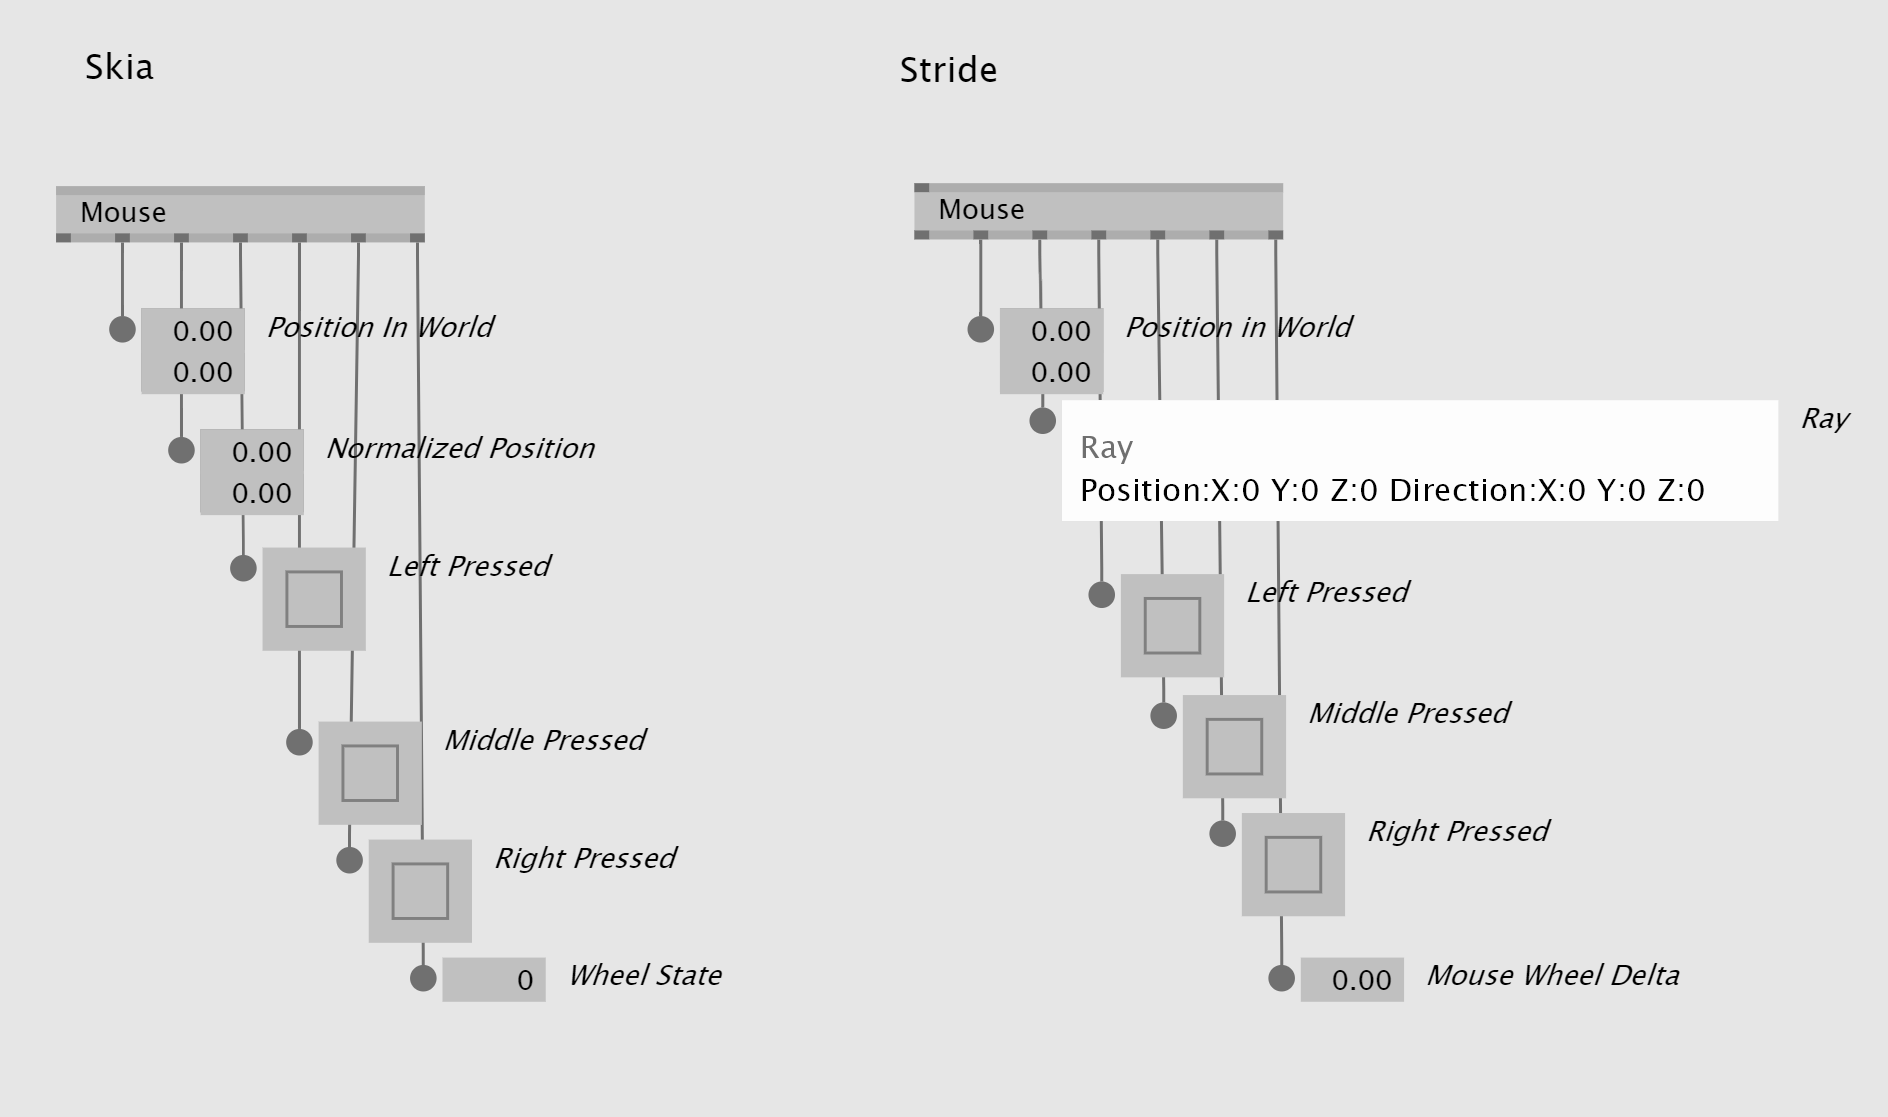 Skia
Mouse
0.00
0.00
Position In World
0.00
0.00
Normalized Position
Left Pressed
Middle Pressed
Right Pressed
0
Wheel State
Stride
Mouse
0.00
0.00
Position in World
Ray
Position:X:0 Y:0 Z:0 Direction:X:0 Y:0 Z:0
Ray
Left Pressed
Middle Pressed
Right Pressed
0.00
Mouse Wheel Delta